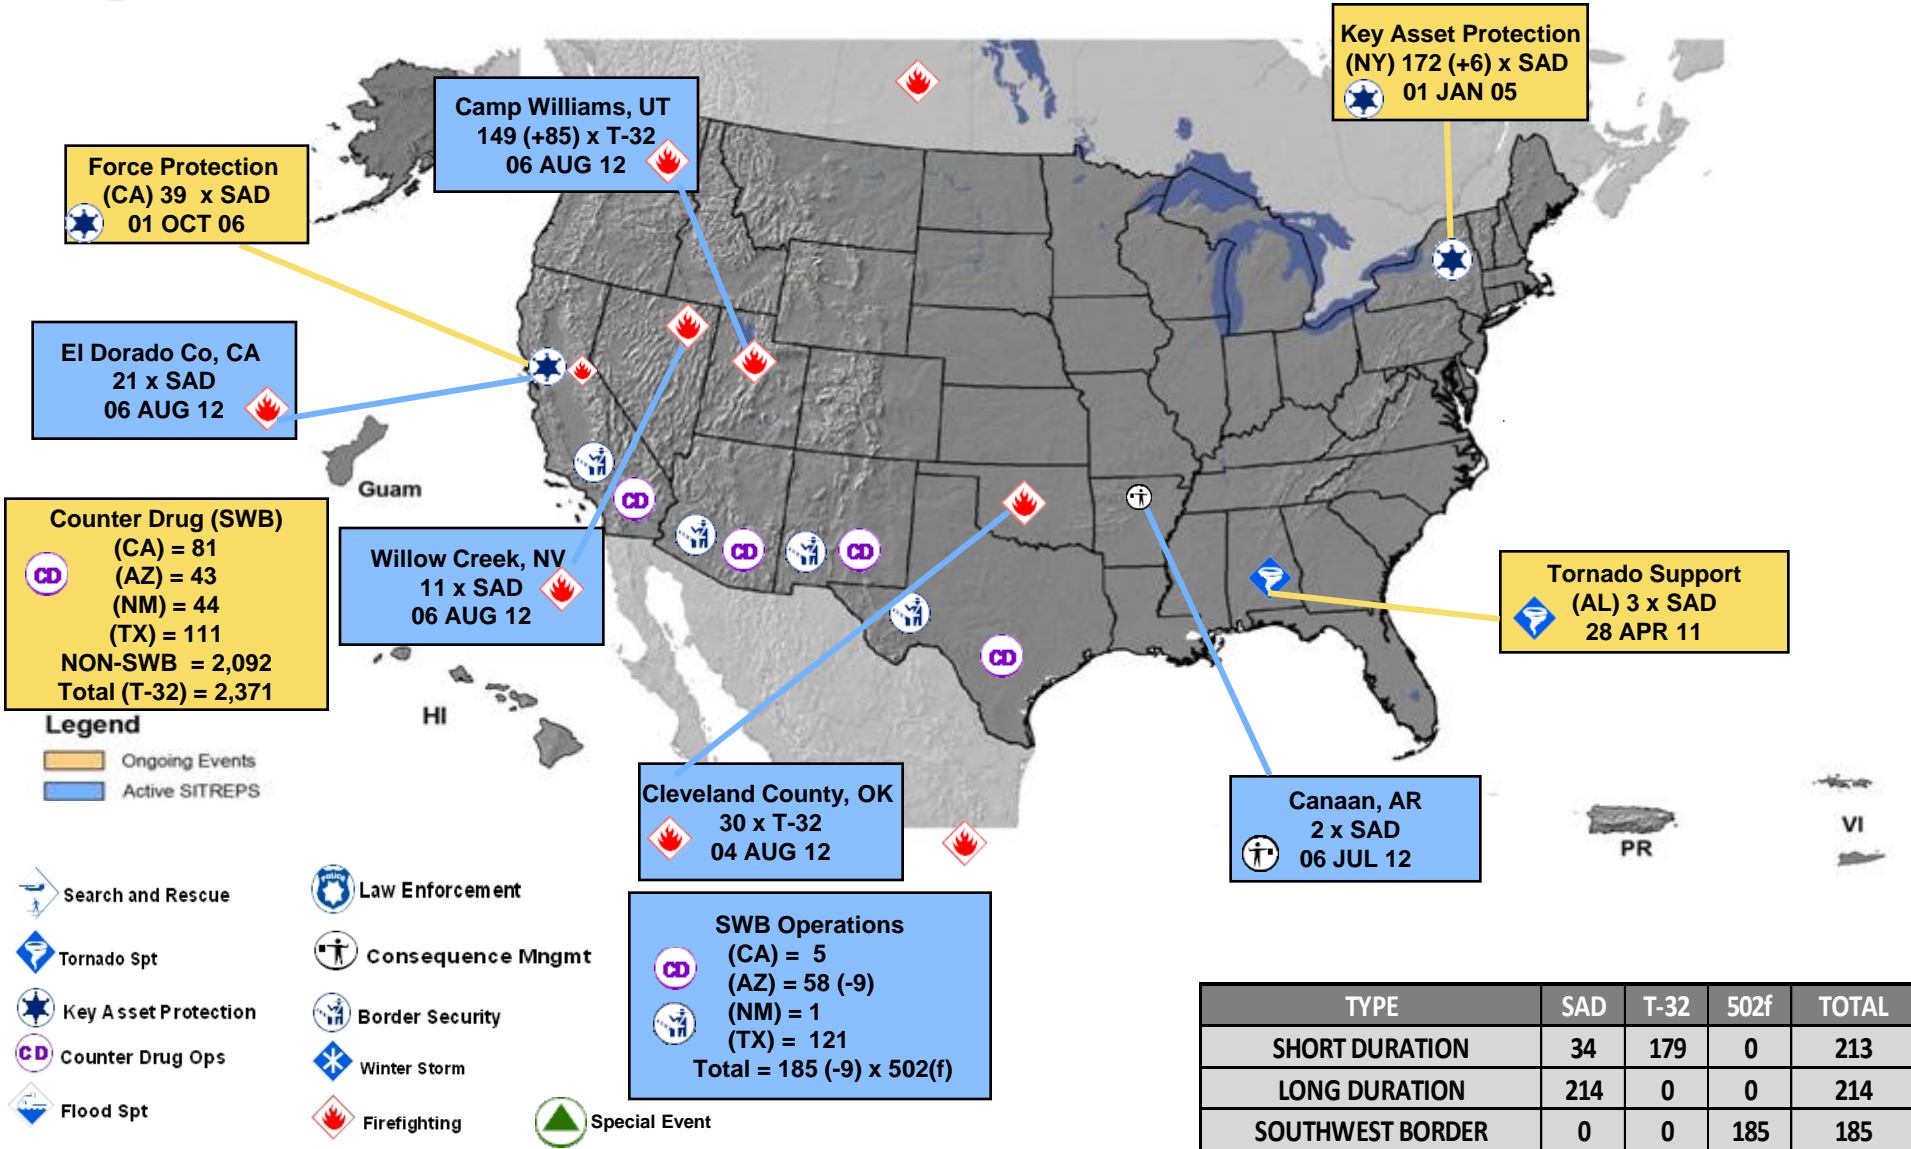 Key Asset Protection
(NY) 172 (+6) x SAD
01 JAN 05
Camp Williams, UT
149 (+85) x T-32
06 AUG 12
Force Protection
(CA) 39 x SAD
01 OCT 06
El Dorado Co, CA
21 x SAD
06 AUG 12
Guam
Counter Drug (SWB)
(CA) = 81
(AZ) = 43
(NM) = 44
(TX) = 111
NON-SWB = 2,092
Total (T-32) = 2,371
CD
Willow Creek, NV
11 x SAD
06 AUG 12
CD
CD
CD
CD
Tornado Support
(AL) 3 x SAD
28 APR 11
HI
Legend
Ongoing Events
Active SITREPS
Cleveland County, OK
30 x T-32
04 AUG 12
Canaan, AR
2 x SAD
06 JUL 12
PR
VI
Search and Rescue
Tornado Spt
Key Asset Protection
CD Counter Drug Ops
Flood Spt
POLICE
Law Enforcement
Consequence Mngmt
Border Security
Winter Storm
Firefighting
Special Event
SWB Operations
CD
(CA) = 5
(AZ) = 58 (-9)
(NM) = 1
(TX) = 121
Total = 185 (-9) x 502(f)
TYPE SAD T-32 502f TOTAL
SHORT DURATION 34 179 0 213
LONG DURATION 214 0 0 214
SOUTHWEST BORDER 0 0 185 185